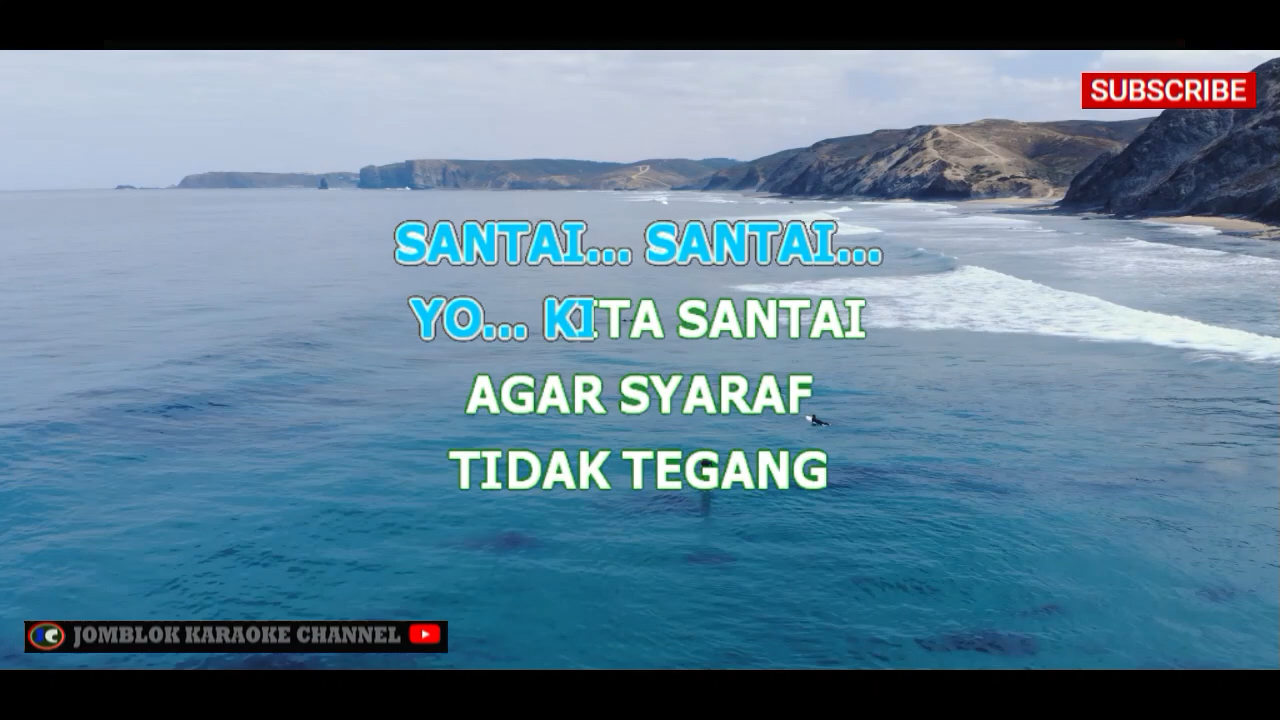 SUBSCRIBE
SANTAI... SANTAI...
YO... KITA SANTAI
AGAR SYARAF
TIDAK TEGANG
JOMBLOK KARAOKE CHANNEL